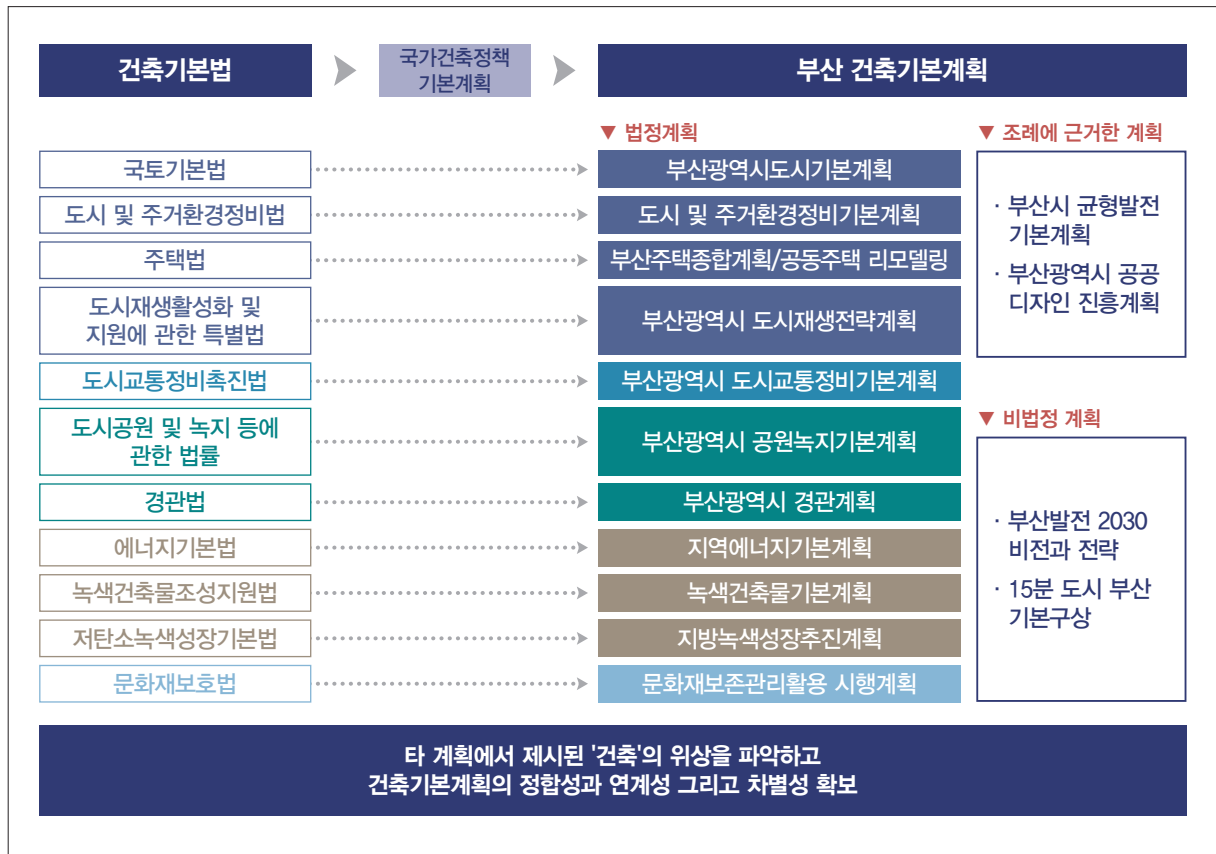 건축기본법
국가건축정책
기본계획
부산 건축기본계획
▼ 법정계획
국토기본법
부산광역시도시기본계획
도시 및 주거환경정비법
도시 및 주거환경정비기본계획
주택법
부산주택종합계획/공동주택 리모델링
도시재생활성화 및
지원에 관한 특별법
부산광역시 도시재생전략계획
도시교통정비촉진법
부산광역시 도시교통정비기본계획
도시공원 및 녹지 등에
관한 법률
부산광역시 공원녹지기본계획
경관법
부산광역시 경관계획
에너지기본법
지역에너지기본계획
녹색건축물조성지원법
녹색건축물기본계획
저탄소녹색성장기본법
지방녹색성장추진계획
문화재보호법
문화재보존관리활용 시행계획
▼ 조례에 근거한 계획
· 부산시 균형발전
기본계획
· 부산광역시 공공
디자인 진흥계획
▼ 비법정 계획
· 부산발전 2030
비전과 전략
· 15분 도시 부산
기본구상
타 계획에서 제시된 '건축'의 위상을 파악하고
건축기본계획의 정합성과 연계성 그리고 차별성 확보